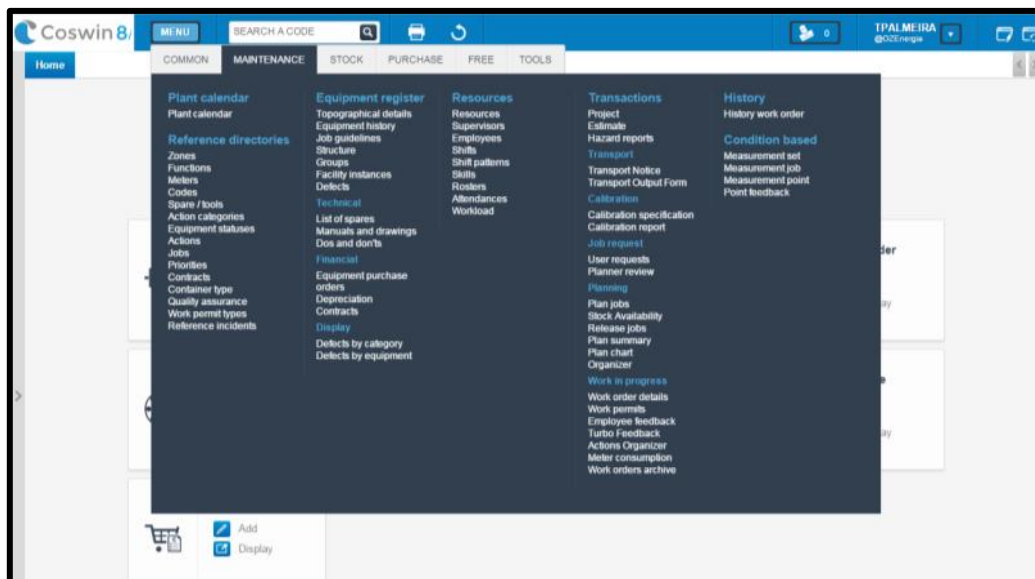 Coswin 8i
MENU
SEARCH A CODE
0
TPALMEIRA
@OZEnergie
Home
COMMON
MAINTENANCE
STOCK
PURCHASE
FREE
TOOLS
Plant calendar
Plant calendar
Reference directories
Zones
Functions
Meters
Codes
Spare / tools
Action categories
Equipment statuses
Actions
Jobs
Priorities
Contracts
Container type
Quality assurance
Work permit types
Reference incidents
Equipment register
Topographical details
Equipment history
Job guidelines
Structure
Groups
Facility instances
Defects
Technical
List of spares
Manuals and drawings
Dos and don'ts
Financial
Equipment purchase
orders
Depreciation
Contracts
Display
Defects by category
Defects by equipment
Resources
Resources
Supervisors
Employees
Shifts
Shift patterns
Skills
Rosters
Attendances
Workload
Transactions
Project
Estimate
Hazard reports
Transport
Transport Notice
Transport Output Form
Calibration
Calibration specification
Calibration report
Job request
User requests
Planner review
Planning
Plan jobs
Stock Availability
Release jobs
Plan summary
Plan chart
Organizer
Work in progress
Work order details
Work permits
Employee feedback
Turbo Feedback
Actions Organizer
Meter consumption
Work orders archive
History
History work order
Condition based
Measurement set
Measurement job
Measurement point
Point feedback
der
ay
e
ay
Add
Display